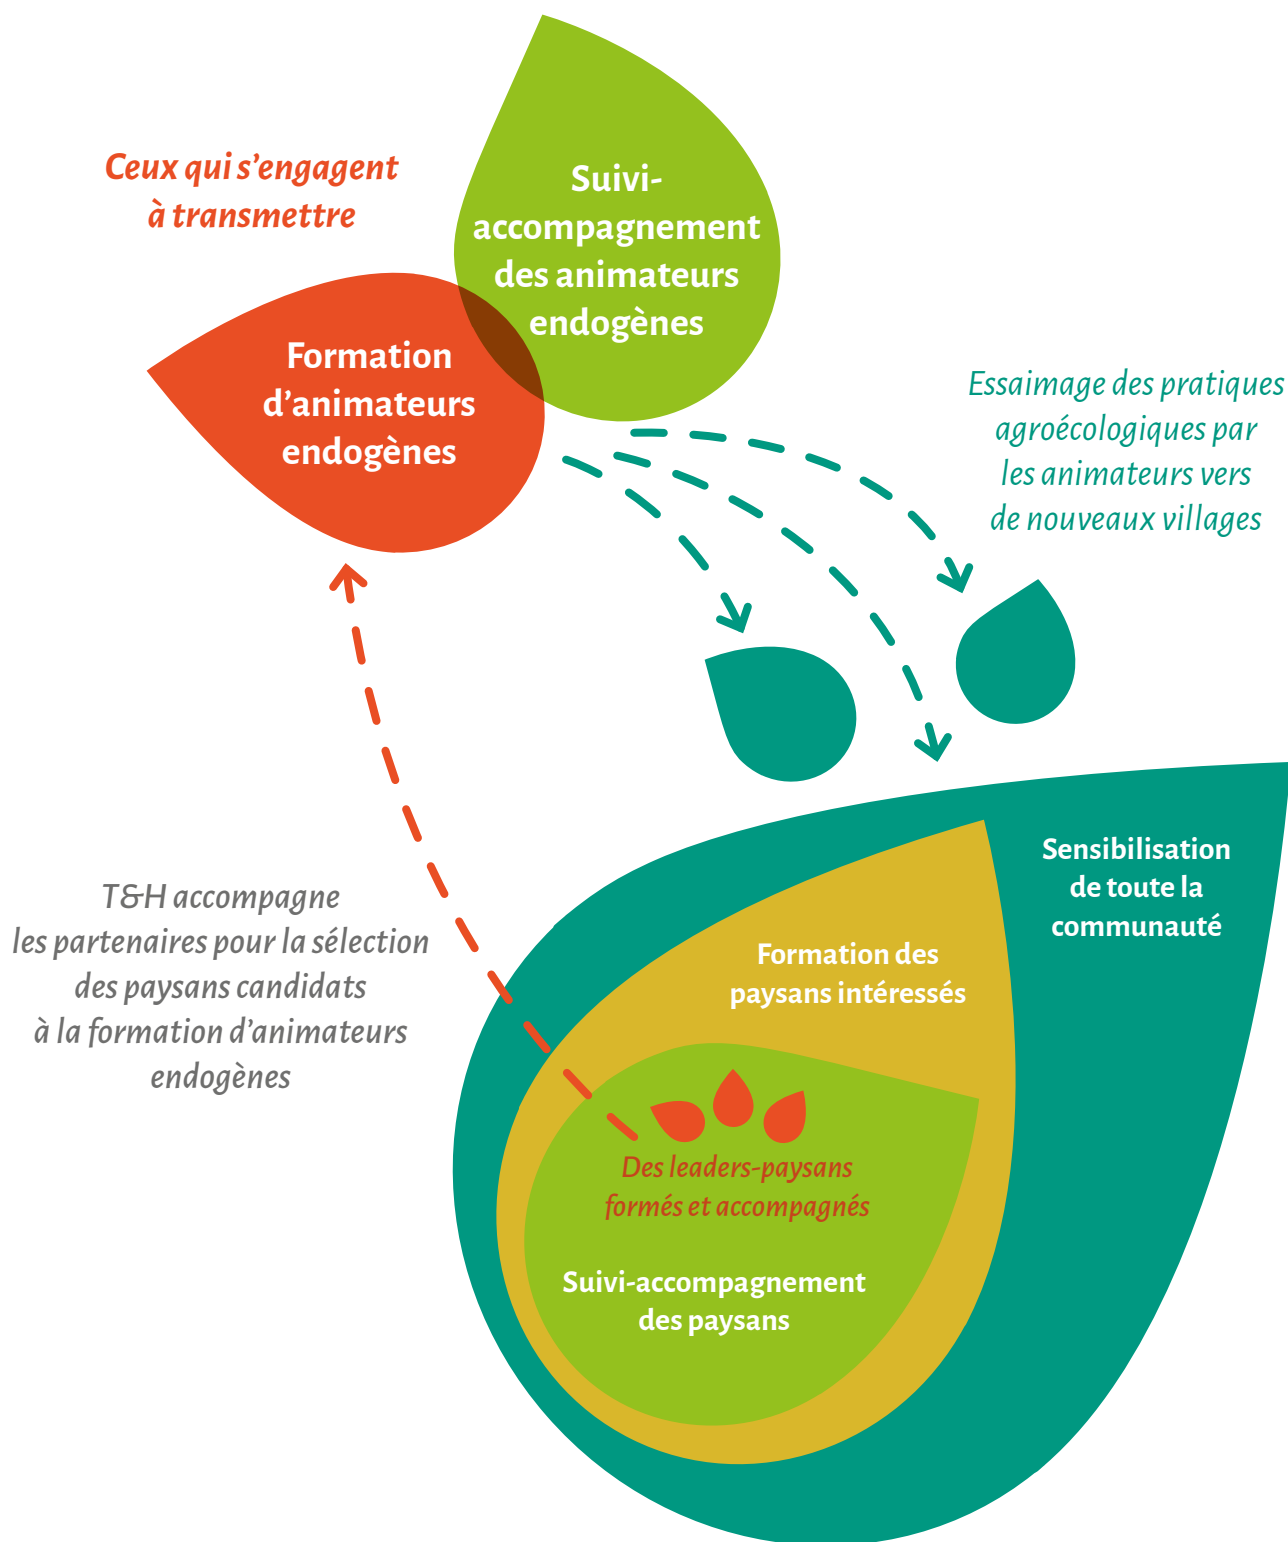 Ceux qui s’engagent
à transmettre
Suivi-
accompagnement
des animateurs
endogènes
Formation
d’animateurs
endogènes
Essaimage des pratiques
agroécologiques par
les animateurs vers
de nouveaux villages
T&H accompagne
les partenaires pour la sélection
des paysans candidats
à la formation d’animateurs
endogènes
Sensibilisation
de toute la
communauté
Formation des
paysans intéressés
Des leaders-paysans
formés et accompagnés
Suivi-accompagnement
des paysans